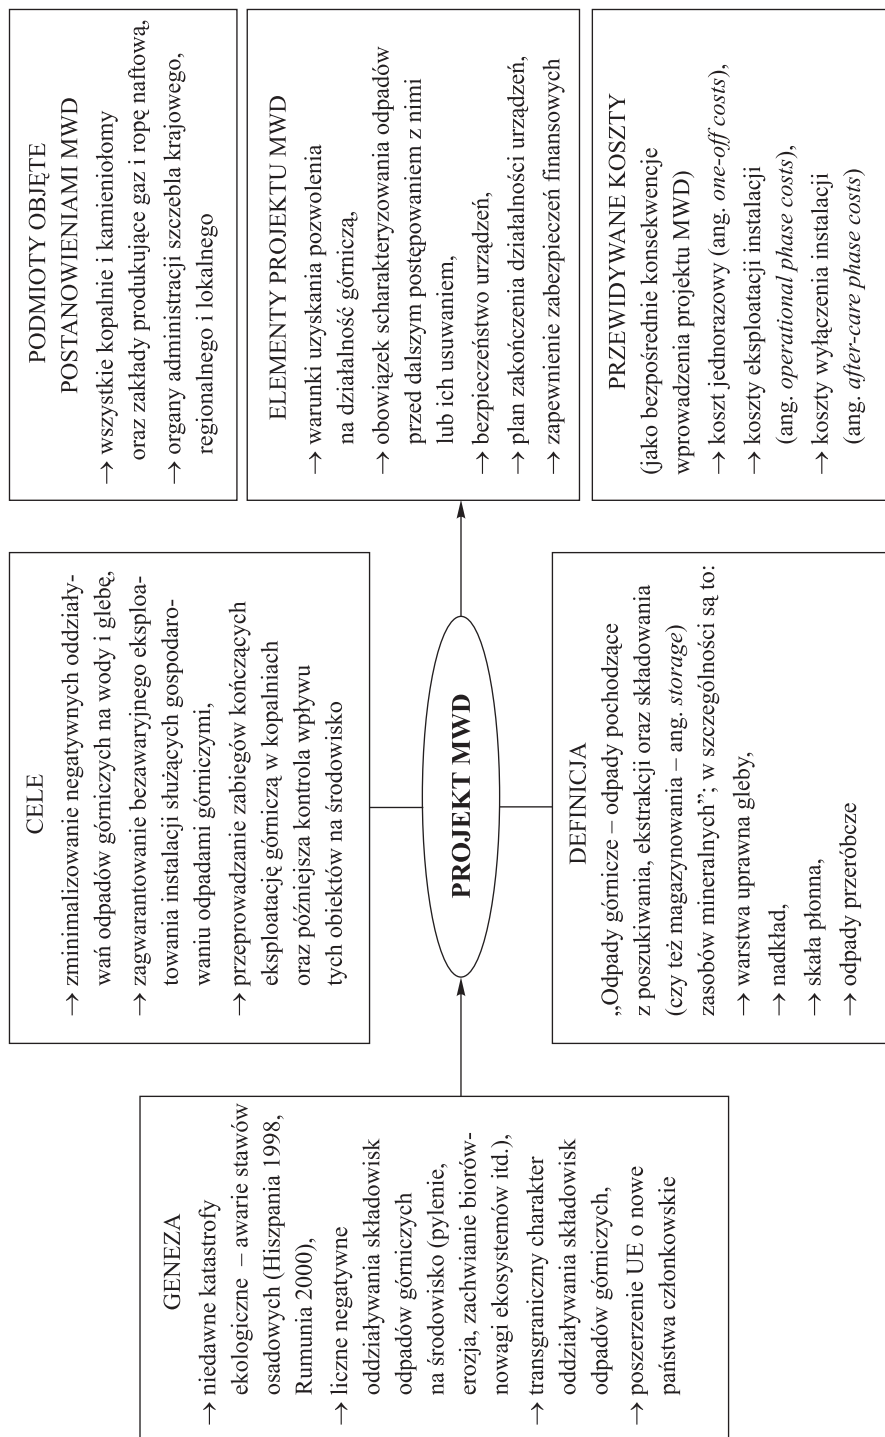 GENEZA
→ niedawne katastrofy
ekologiczne – awarie stawów
osadowych (Hiszpania 1998,
Rumunia 2000),
→ liczne negatywne
oddziaływania składowisk
odpadów górniczych
na środowisko (pylenie,
erozja, zachwianie biorów-
nowagi ekosystemów itd.),
→ transgraniczny charakter
oddziaływania składowisk
odpadów górniczych,
→ poszerzenie UE o nowe
państwa członkowskie
CELE
→ zminimalizowanie negatywnych oddziały-
wań odpadów górniczych na wody i glebę,
→ zagwarantowanie bezawaryjnego eksploa-
towania instalacji służących gospodaro-
waniu odpadami górniczymi,
→ przeprowadzanie zabiegów kończących
eksploatację górniczą w kopalniach
oraz późniejsza kontrola wpływu
tych obiektów na środowisko
PROJEKT MWD
DEFINICJA
„Odpady górnicze – odpady pochodzące
z poszukiwania, ekstrakcji oraz składowania
(czy też magazynowania – ang. storage)
zasobów mineralnych”; w szczególności są to:
→ warstwa uprawna gleby,
→ nadkład,
→ skała płonna,
→ odpady przeróbcze
PODMIOTY OBJĘTE
POSTANOWIENIAMI MWD
→ wszystkie kopalnie i kamieniołomy
oraz zakłady produkujące gaz i ropę naftową,
→ organy administracji szczebla krajowego,
regionalnego i lokalnego
ELEMENTY PROJEKTU MWD
→ warunki uzyskania pozwolenia
na działalność górniczą,
→ obowiązek scharakteryzowania odpadów
przed dalszym postępowaniem z nimi
lub ich usuwaniem,
→ bezpieczeństwo urządzeń,
→ plan zakończenia działalności urządzeń,
→ zapewnienie zabezpieczeń finansowych
PRZEWIDYWANE KOSZTY
(jako bezpośrednie konsekwencje
wprowadzenia projektu MWD)
→ koszt jednorazowy (ang. one-off costs),
→ koszty eksploatacji instalacji
(ang. operational phase costs),
→ koszty wyłączenia instalacji
(ang. after-care phase costs)